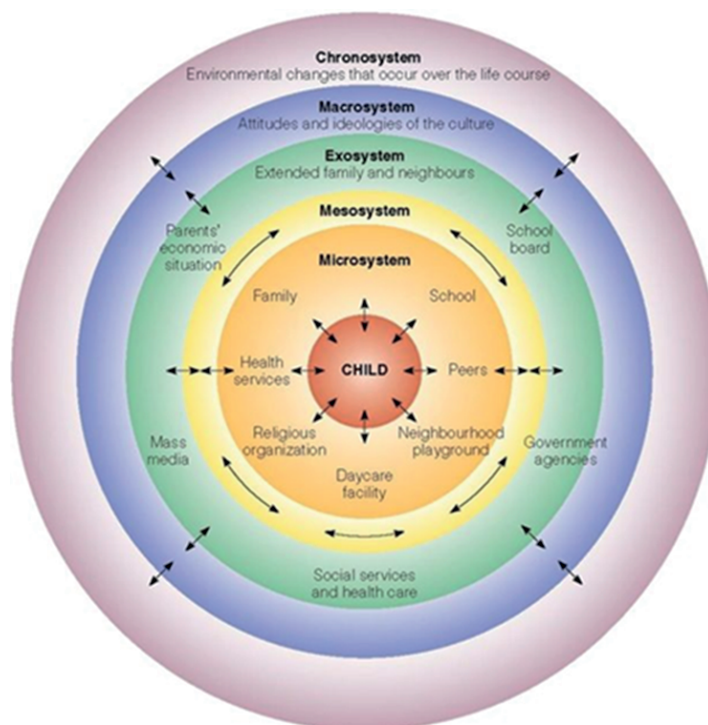 Chronosystem
Environmental changes that occur over the life course
Macrosystem
Attitudes and ideologies of the culture
Exosystem
Extended family and neighbours
Mesosystem
Parents'
economic
situation
School
board
Microsystem
Family
School
Health
services
CHILD
Peers
Religious
organization
Neighbourhood
playground
Mass
media
Government
agencies
Daycare
facility
Social services
and health care